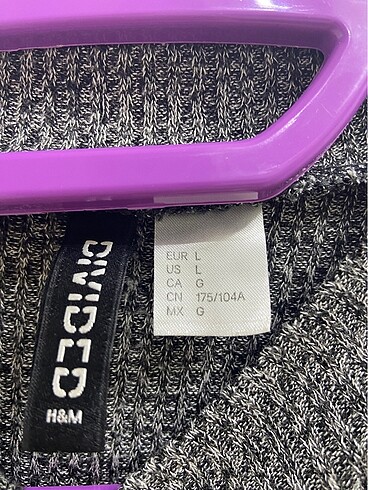 DIVIDED
H&M
EUR L
US L
CA G
CN 175/104A
MX G